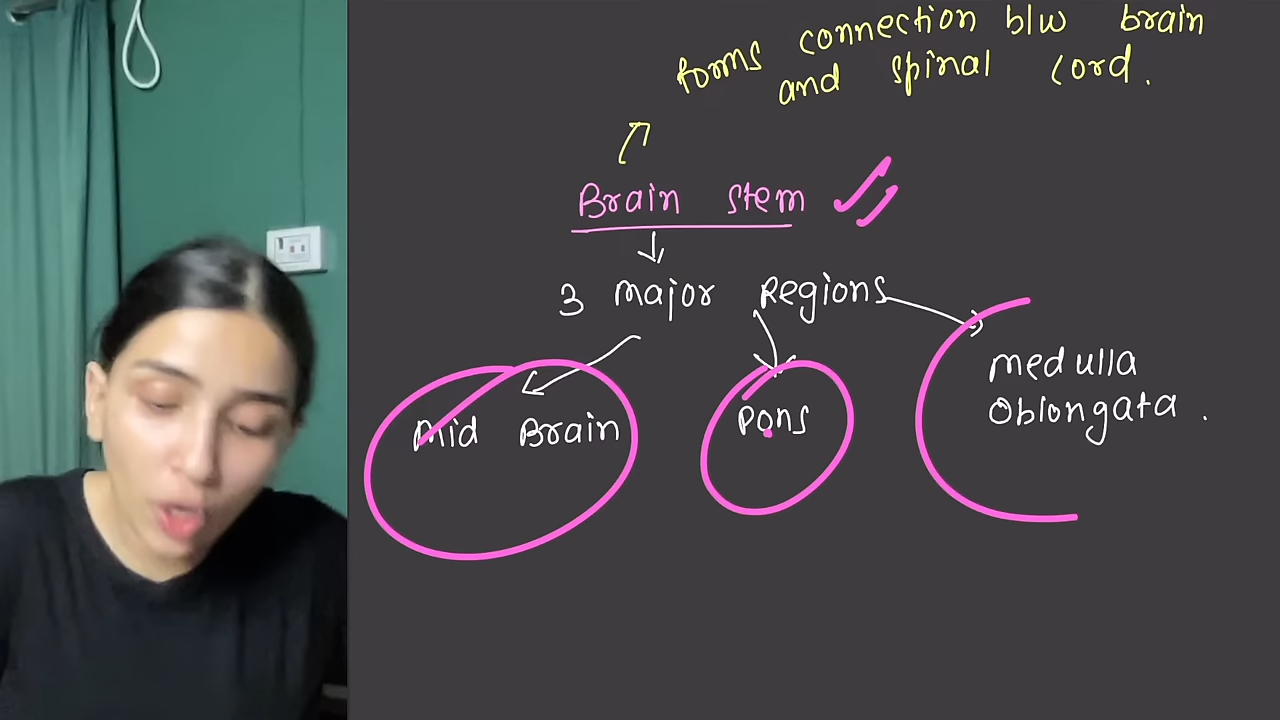 forms connection b/w brain
and spinal cord.
Brain stem
3 major Regions
Mid Brain
Pons
medulla
Oblongata .